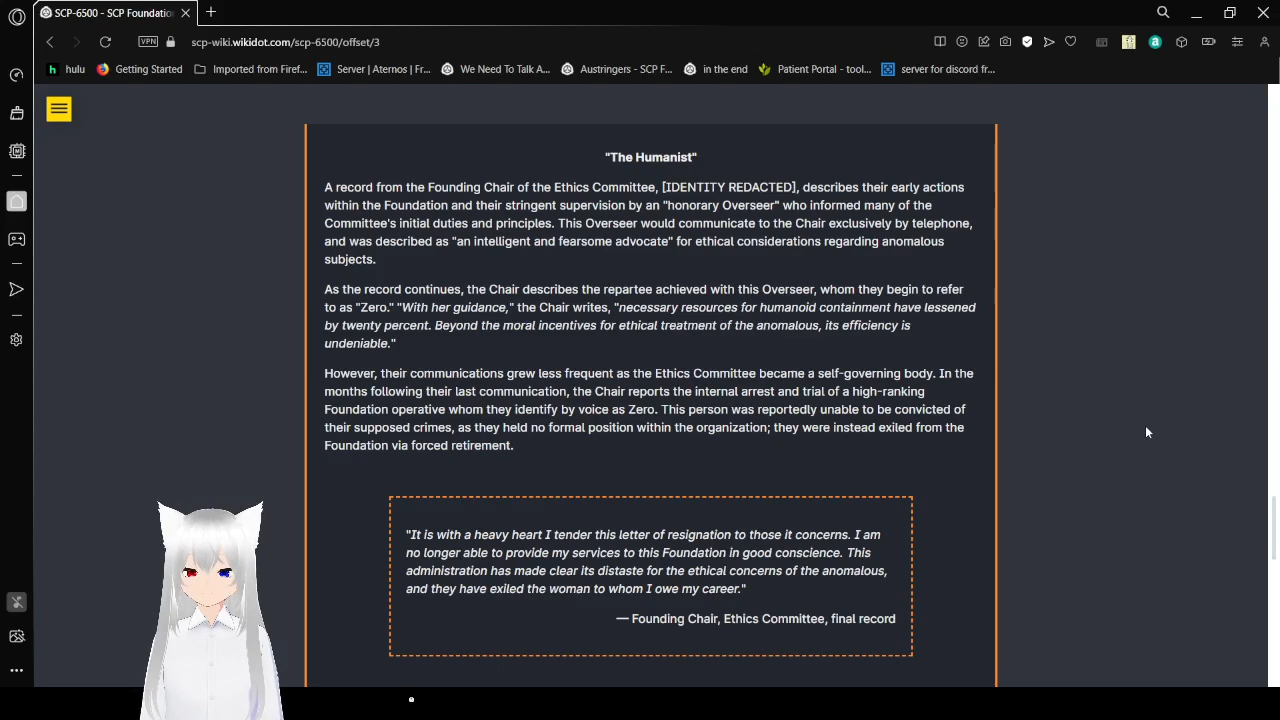 SCP-6500 - SCP Foundatio
VPN
scp-wiki.wikidot.com/scp-6500/offset/3
hulu
Getting Started
Imported from Firef...
Server | Aternos | Fr...
We Need To Talk A...
Austringers - SCP F...
in the end
Patient Portal - tool...
server for discord fr...
"The Humanist"
A record from the Founding Chair of the Ethics Committee, [IDENTITY REDACTED], describes their early actions
within the Foundation and their stringent supervision by an "honorary Overseer" who informed many of the
Committee's initial duties and principles. This Overseer would communicate to the Chair exclusively by telephone,
and was described as "an intelligent and fearsome advocate" for ethical considerations regarding anomalous
subjects.
As the record continues, the Chair describes the repartee achieved with this Overseer, whom they begin to refer
to as "Zero." "With her guidance," the Chair writes, "necessary resources for humanoid containment have lessened
by twenty percent. Beyond the moral incentives for ethical treatment of the anomalous, its efficiency is
undeniable."
However, their communications grew less frequent as the Ethics Committee became a self-governing body. In the
months following their last communication, the Chair reports the internal arrest and trial of a high-ranking
Foundation operative whom they identify by voice as Zero. This person was reportedly unable to be convicted of
their supposed crimes, as they held no formal position within the organization; they were instead exiled from the
Foundation via forced retirement.
"It is with a heavy heart I tender this letter of resignation to those it concerns. I am
no longer able to provide my services to this Foundation in good conscience. This
administration has made clear its distaste for the ethical concerns of the anomalous,
and they have exiled the woman to whom I owe my career."
— Founding Chair, Ethics Committee, final record